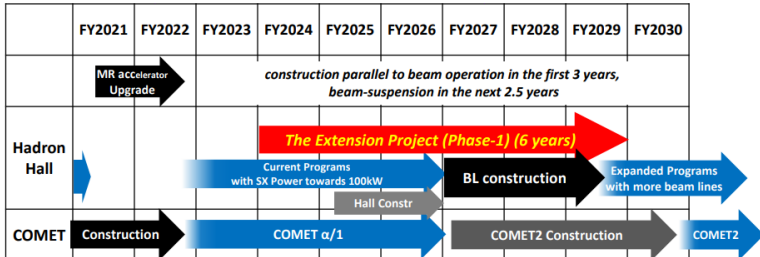 FY2021 FY2022 FY2023 FY2024 FY2025 FY2026 FY2027 FY2028 FY2029 FY2030
MR accelerator
Upgrade
construction parallel to beam operation in the first 3 years,
beam-suspension in the next 2.5 years
Hadron
Hall
The Extension Project (Phase-1) (6 years)
Current Programs
with SX Power towards 100kW
BL construction
Expanded Programs
with more beam lines
Hall Constr
COMET
Construction
COMET α/1
COMET2 Construction
COMET2